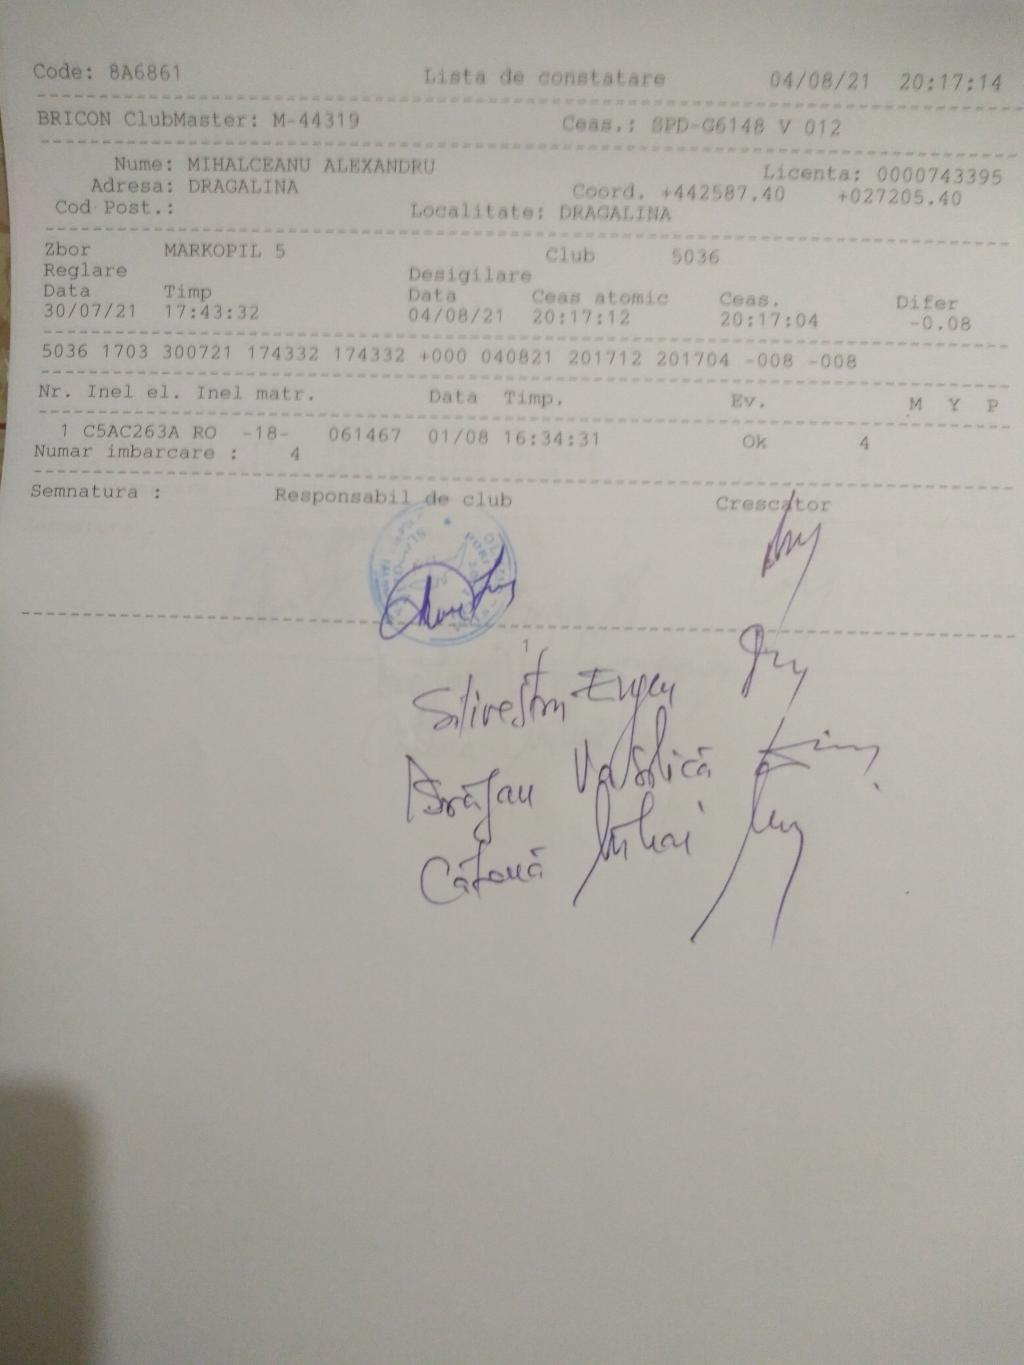 Code: 8A6861 Lista de constatare 04/08/21 20:17:14
BRICON ClubMaster: M-44319 Ceas.: SPD-G6148 V 012
Nume: MIHALCEANU ALEXANDRU Licenta: 0000743395
Adresa: DRAGALINA Coord. +442587.40 +027205.40
Cod Post.: Localitate: DRAGALINA
Zbor MARKOPIL 5 Club 5036
Reglare Desigilare
Data Timp Data Ceas atomic Ceas. Difer
30/07/21 17:43:32 04/08/21 20:17:12 20:17:04 -0.08
5036 1703 300721 174332 174332 +000 040821 201712 201704 -008 -008
Nr. Inel el. Inel matr. Data Timp. Ev. M Y P
1 C5AC263A RO -18- 061467 01/08 16:34:31 Ok 4
Numar imbarcare : 4
Semnatura : Responsabil de club Crescator
1
Silvestru Eugen
Vasilică
Cătană Mihai